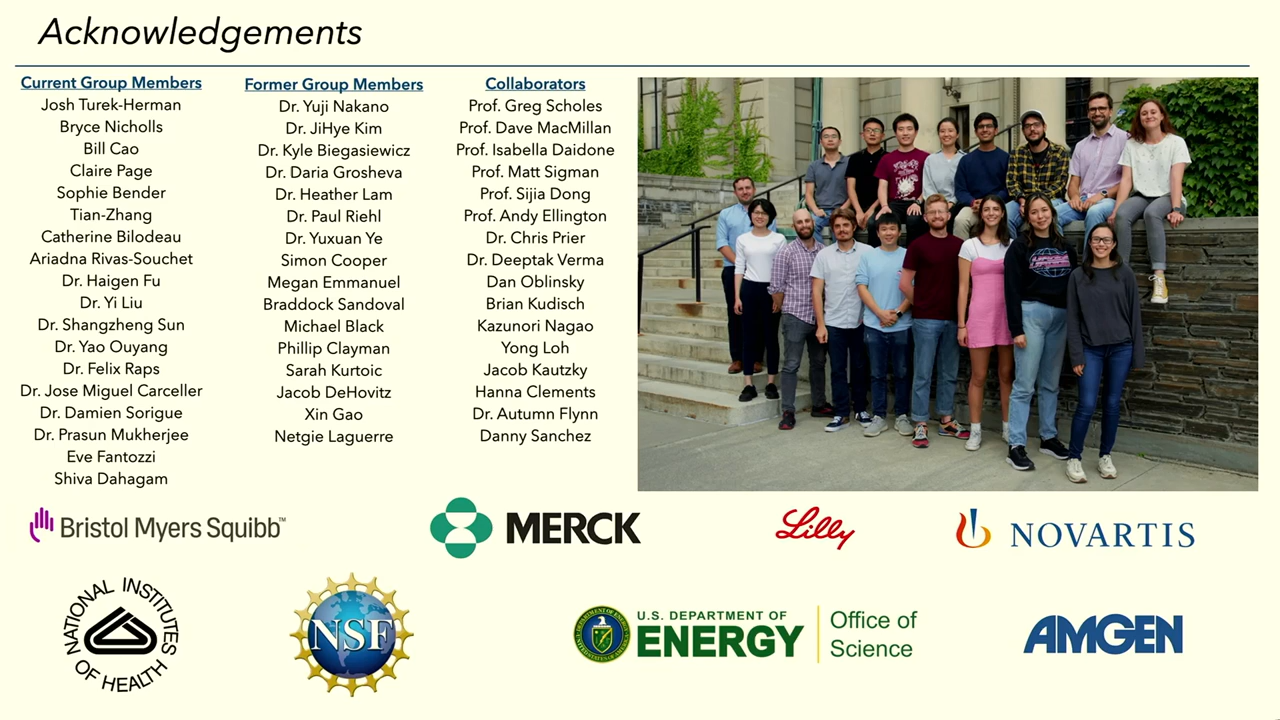 Acknowledgements
Current Group Members
Josh Turek-Herman
Bryce Nicholls
Bill Cao
Claire Page
Sophie Bender
Tian-Zhang
Catherine Bilodeau
Ariadna Rivas-Souchet
Dr. Haigen Fu
Dr. Yi Liu
Dr. Shangzheng Sun
Dr. Yao Ouyang
Dr. Felix Raps
Dr. Jose Miguel Carceller
Dr. Damien Sorigue
Dr. Prasun Mukherjee
Eve Fantozzi
Shiva Dahagam
Former Group Members
Dr. Yuji Nakano
Dr. JiHye Kim
Dr. Kyle Biegasiewicz
Dr. Daria Grosheva
Dr. Heather Lam
Dr. Paul Riehl
Dr. Yuxuan Ye
Simon Cooper
Megan Emmanuel
Braddock Sandoval
Michael Black
Phillip Clayman
Sarah Kurtoic
Jacob DeHovitz
Xin Gao
Netgie Laguerre
Collaborators
Prof. Greg Scholes
Prof. Dave MacMillan
Prof. Isabella Daidone
Prof. Matt Sigman
Prof. Sijia Dong
Prof. Andy Ellington
Dr. Chris Prier
Dr. Deeptak Verma
Dan Oblinsky
Brian Kudisch
Kazunori Nagao
Yong Loh
Jacob Kautzky
Hanna Clements
Dr. Autumn Flynn
Danny Sanchez
Bristol Myers Squibb™
MERCK
Lilly
NOVARTIS
NATIONAL INSTITUTES
OF HEALTH
NSF
U.S. DEPARTMENT OF
ENERGY
Office of
Science
AMGEN